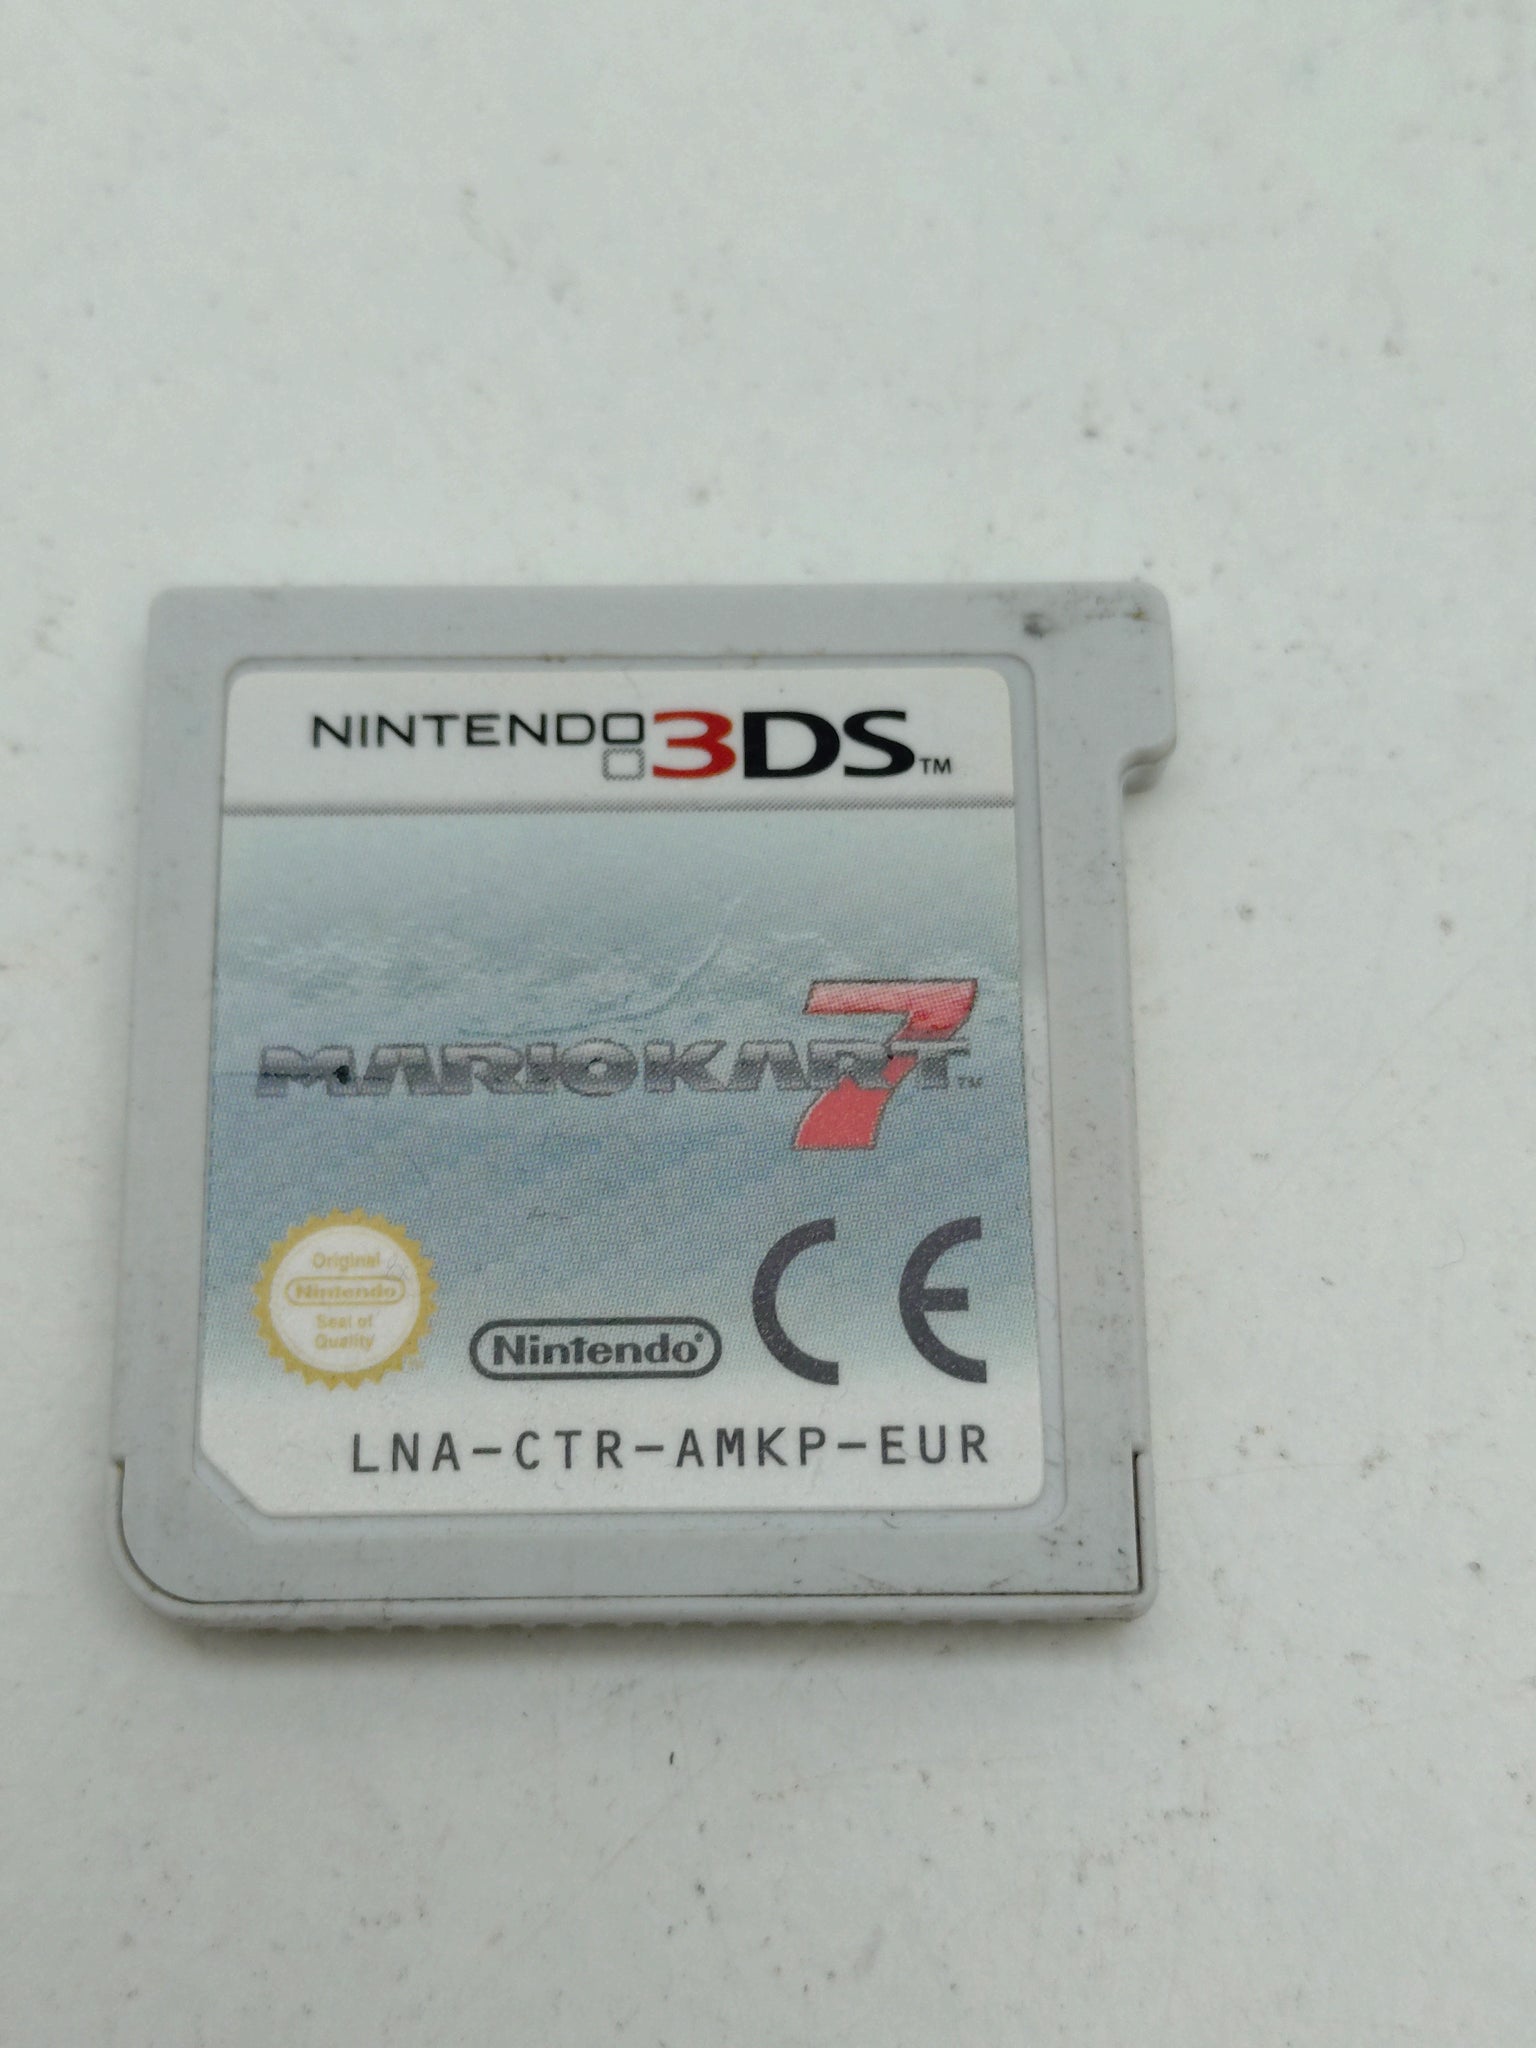 NINTENDO 3DS™
MARIOKART 7™
Original
Nintendo
Seal of
Quality
Nintendo®
CE
LNA-CTR-AMKP-EUR